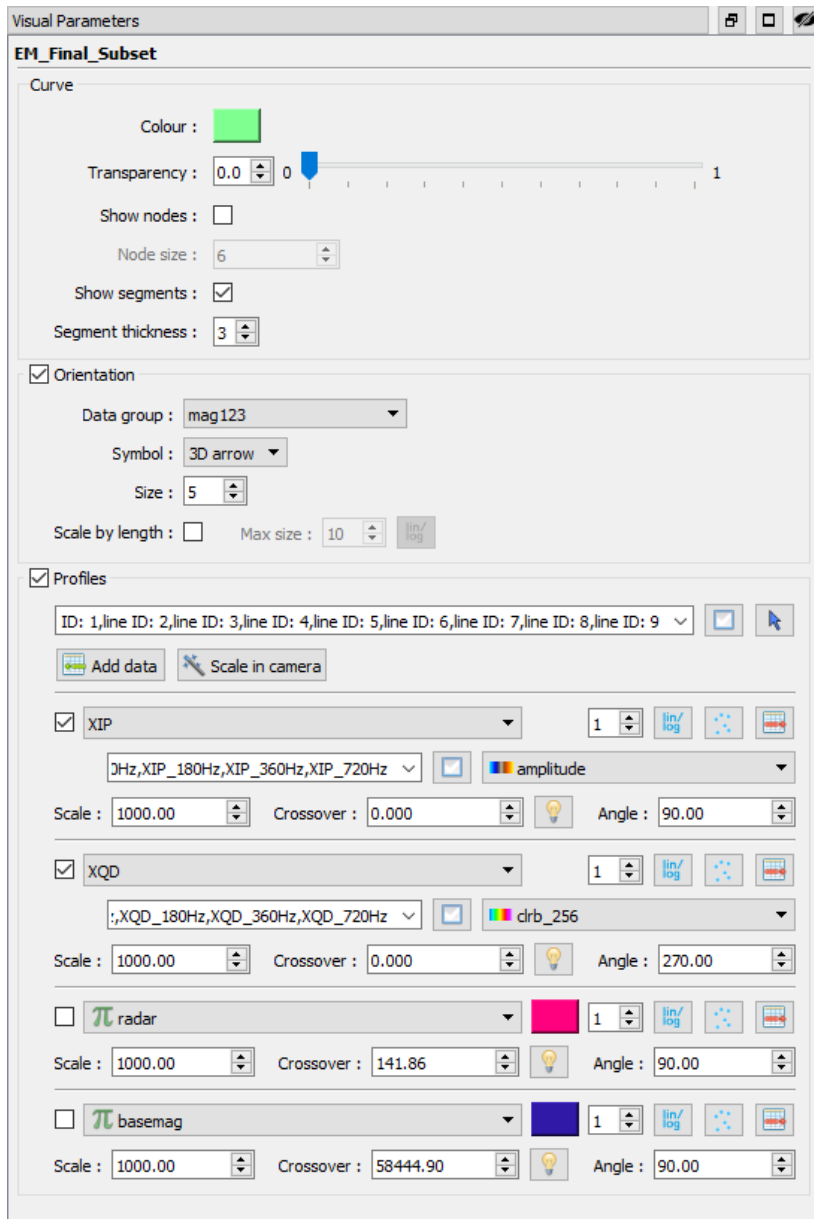 Visual Parameters
EM_Final_Subset
Curve
Colour :
Transparency : 0.0 0 1
Show nodes :
Node size : 6
Show segments :
Segment thickness : 3
Orientation
Data group : mag123
Symbol : 3D arrow
Size : 5
Scale by length : Max size : 10 lin/log
Profiles
ID: 1,line ID: 2,line ID: 3,line ID: 4,line ID: 5,line ID: 6,line ID: 7,line ID: 8,line ID: 9
Add data Scale in camera
XIP 1 lin/log
0Hz,XIP_180Hz,XIP_360Hz,XIP_720Hz amplitude
Scale : 1000.00 Crossover : 0.000 Angle : 90.00
XQD 1 lin/log
:,XQD_180Hz,XQD_360Hz,XQD_720Hz clrb_256
Scale : 1000.00 Crossover : 0.000 Angle : 270.00
π radar 1 lin/log
Scale : 1000.00 Crossover : 141.86 Angle : 90.00
π basemag 1 lin/log
Scale : 1000.00 Crossover : 58444.90 Angle : 90.00